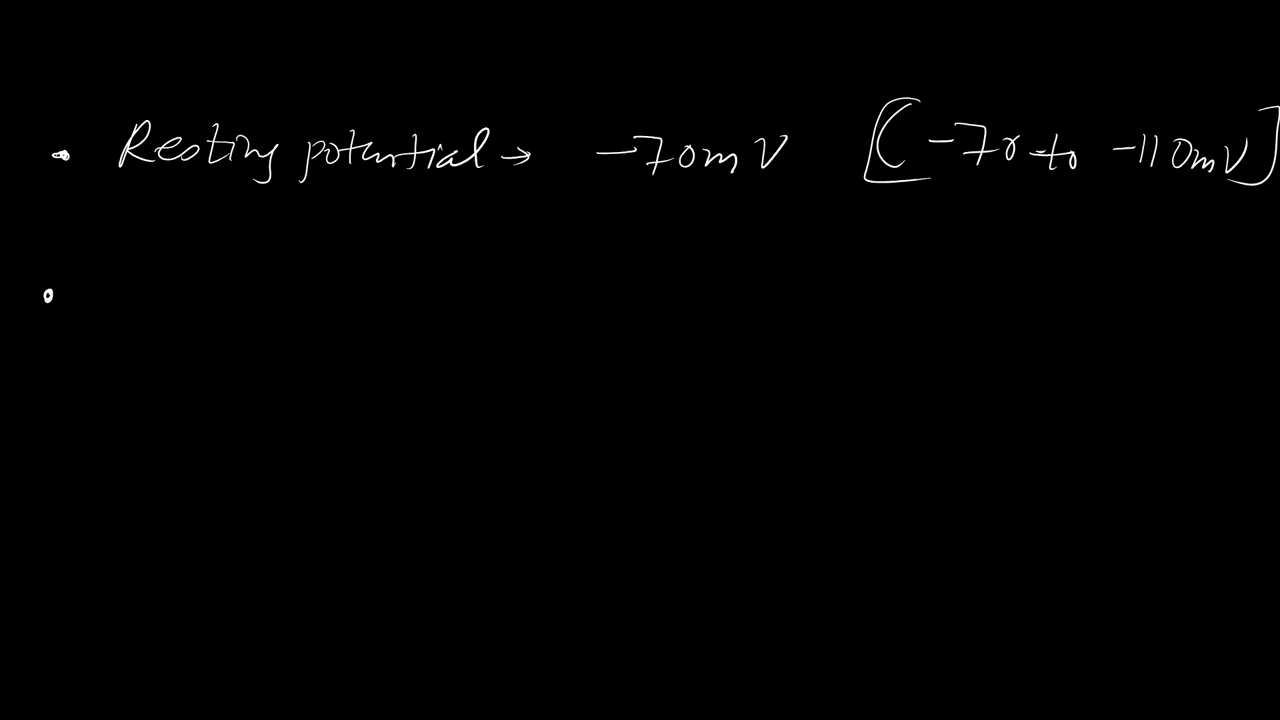 • Resting potential → -70mV [(-70 to -110mV]